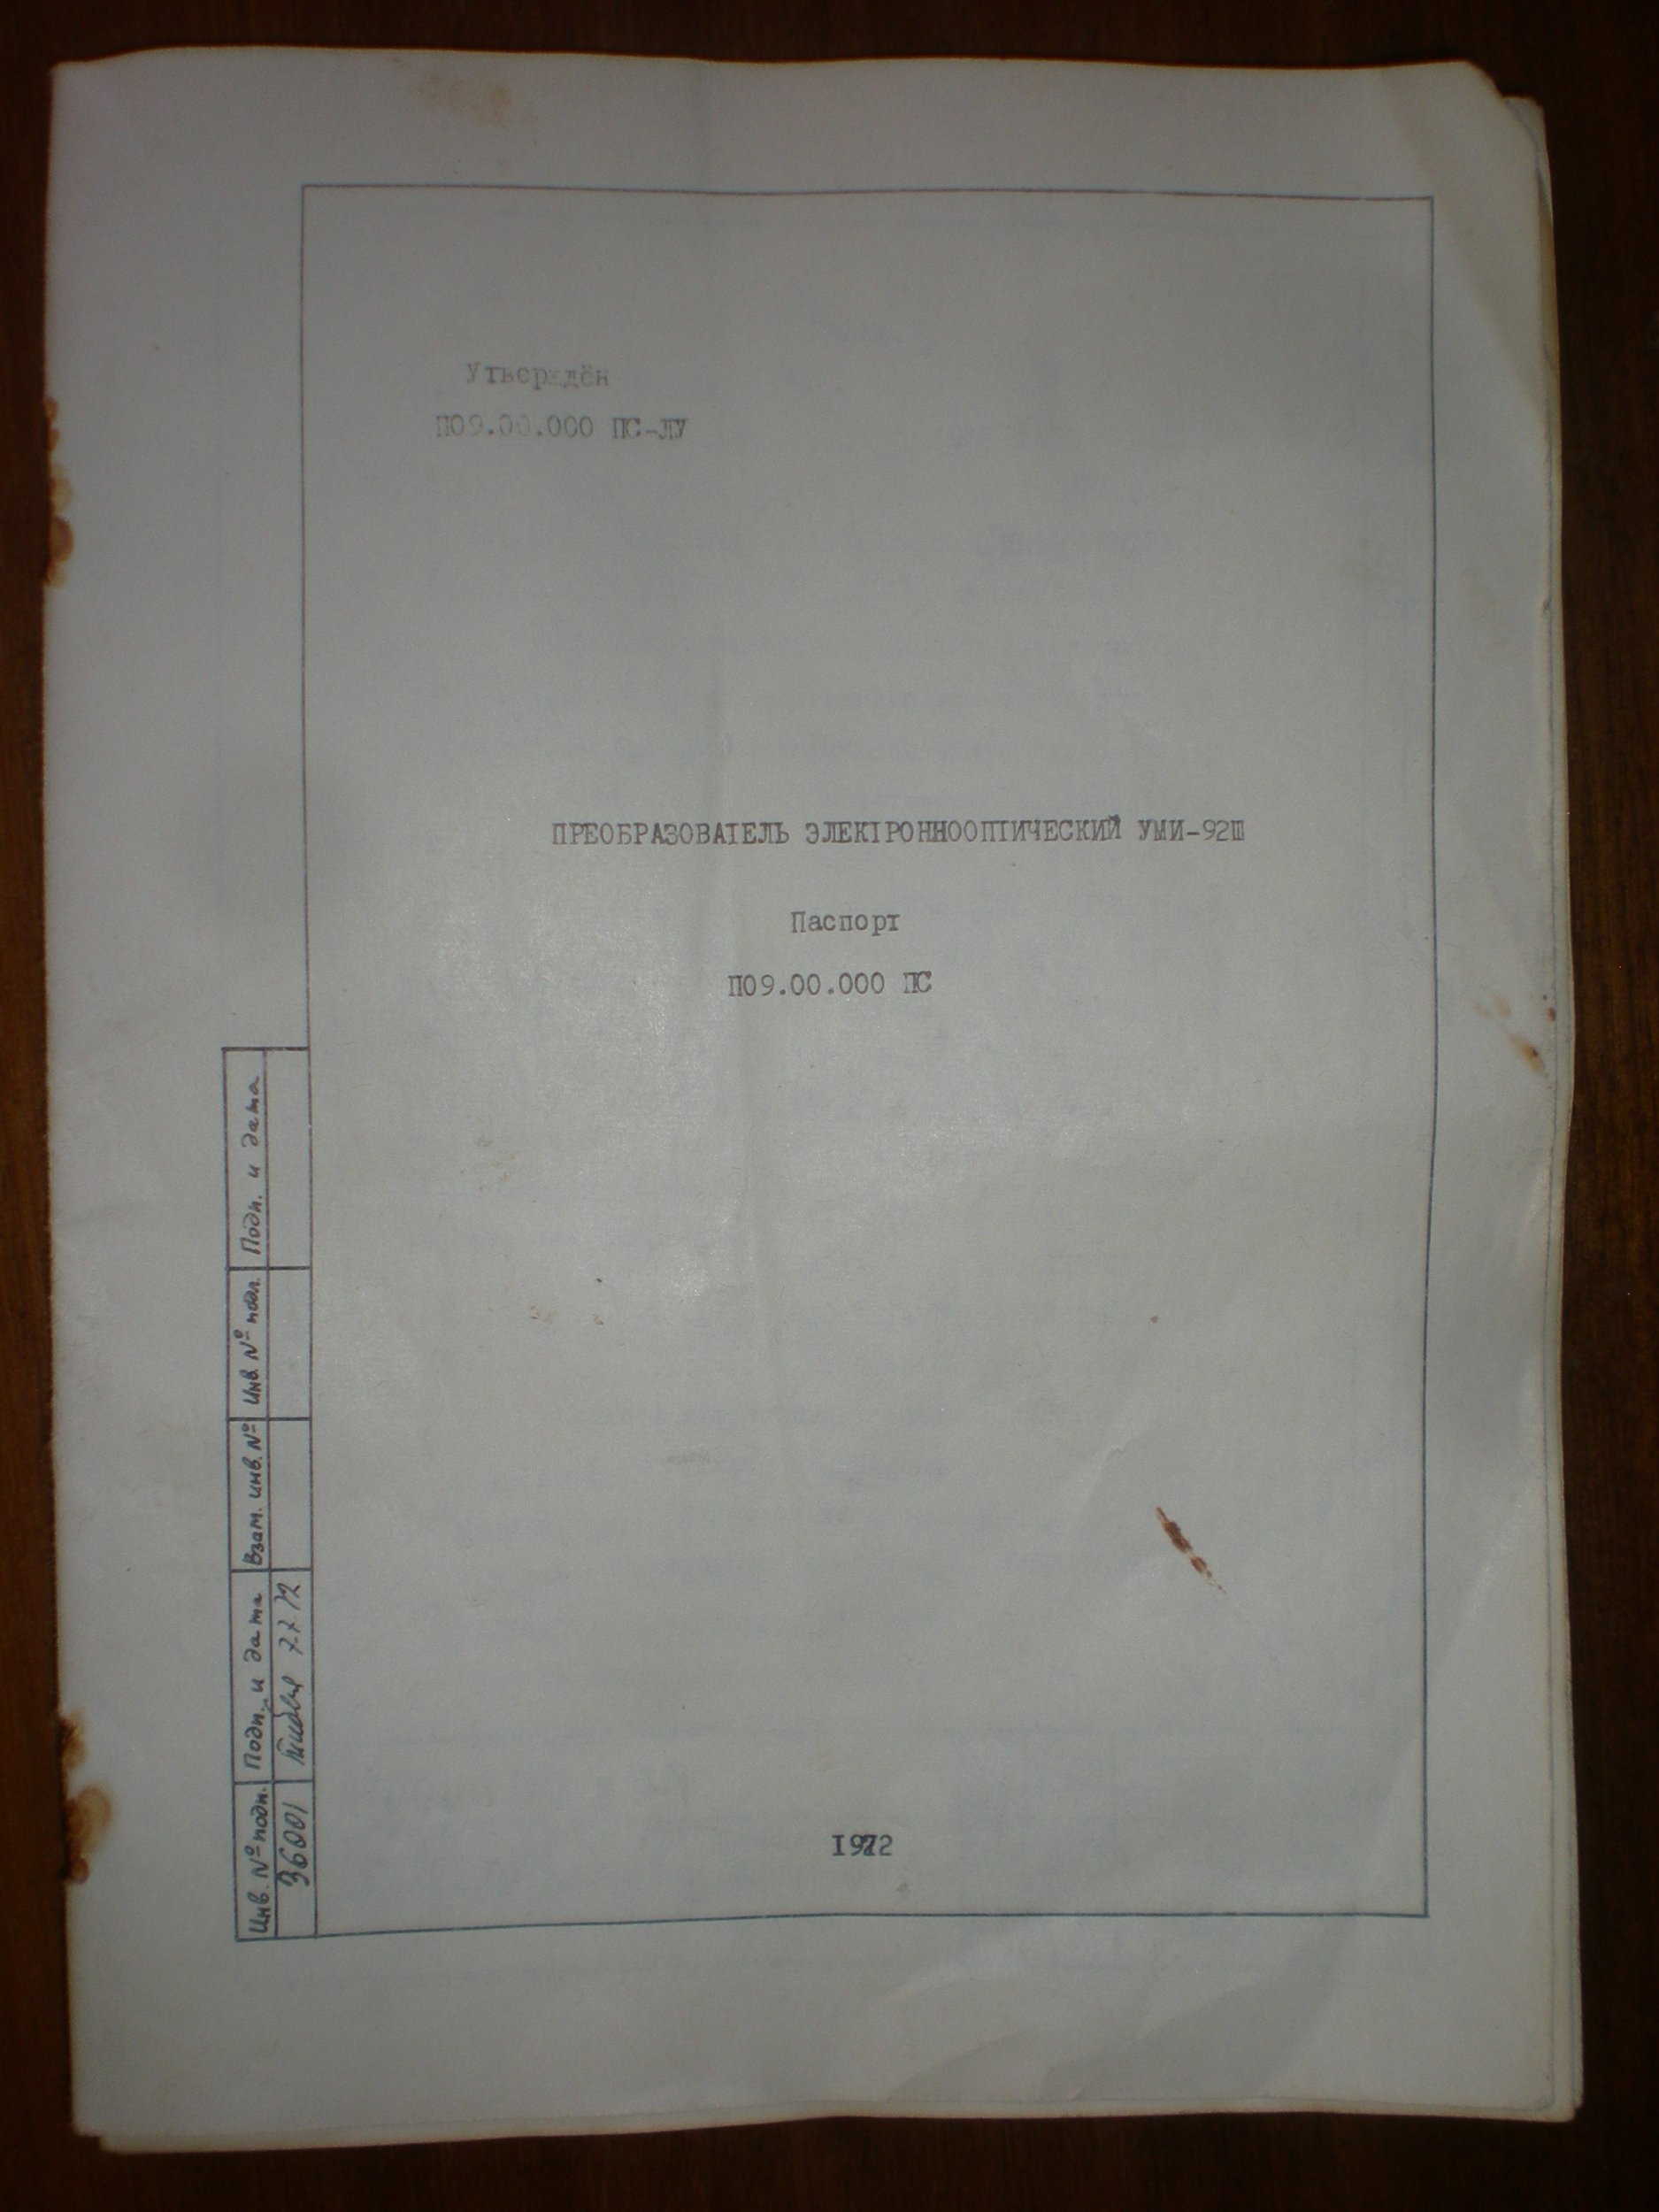 Утверждён
П09.00.000 ПС-ЛУ
ПРЕОБРАЗОВАТЕЛЬ ЭЛЕКТРОННООПТИЧЕСКИЙ УМИ-92Ш
Паспорт
П09.00.000 ПС
Инв. № подл. Подп. и дата Взам. инв. № Инв. № подл. Подп. и дата
36001
1972